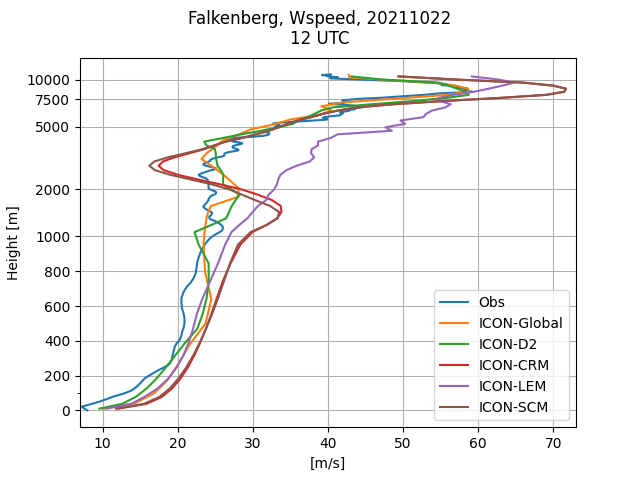 Falkenberg, Wspeed, 20211022
12 UTC
10000
7500
5000
2000
1000
800
600
400
200
0
Height [m]
10 20 30 40 50 60 70
[m/s]
Obs
ICON-Global
ICON-D2
ICON-CRM
ICON-LEM
ICON-SCM